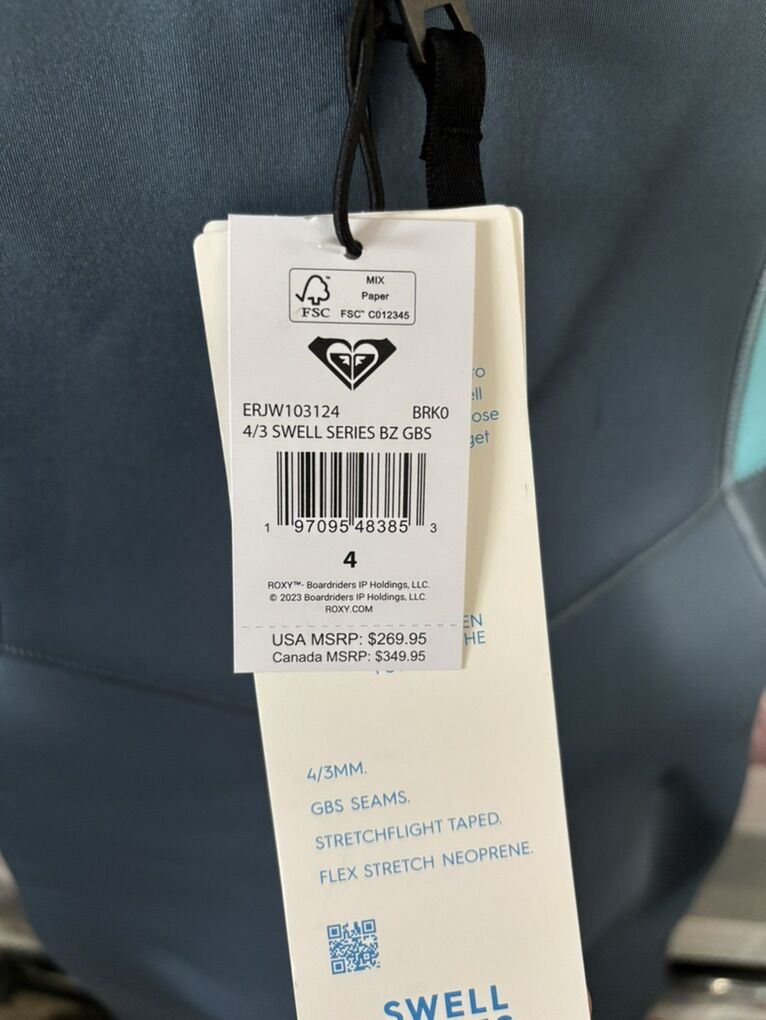 MIX
Paper
FSC™ C012345
FSC
ERJW103124 BRK0
4/3 SWELL SERIES BZ GBS
1 97095 48385 3
4
ROXY™- Boardriders IP Holdings, LLC.
© 2023 Boardriders IP Holdings, LLC.
ROXY.COM
USA MSRP: $269.95
Canada MSRP: $349.95
4/3MM.
GBS SEAMS.
STRETCHFLIGHT TAPED.
FLEX STRETCH NEOPRENE.
SWELL